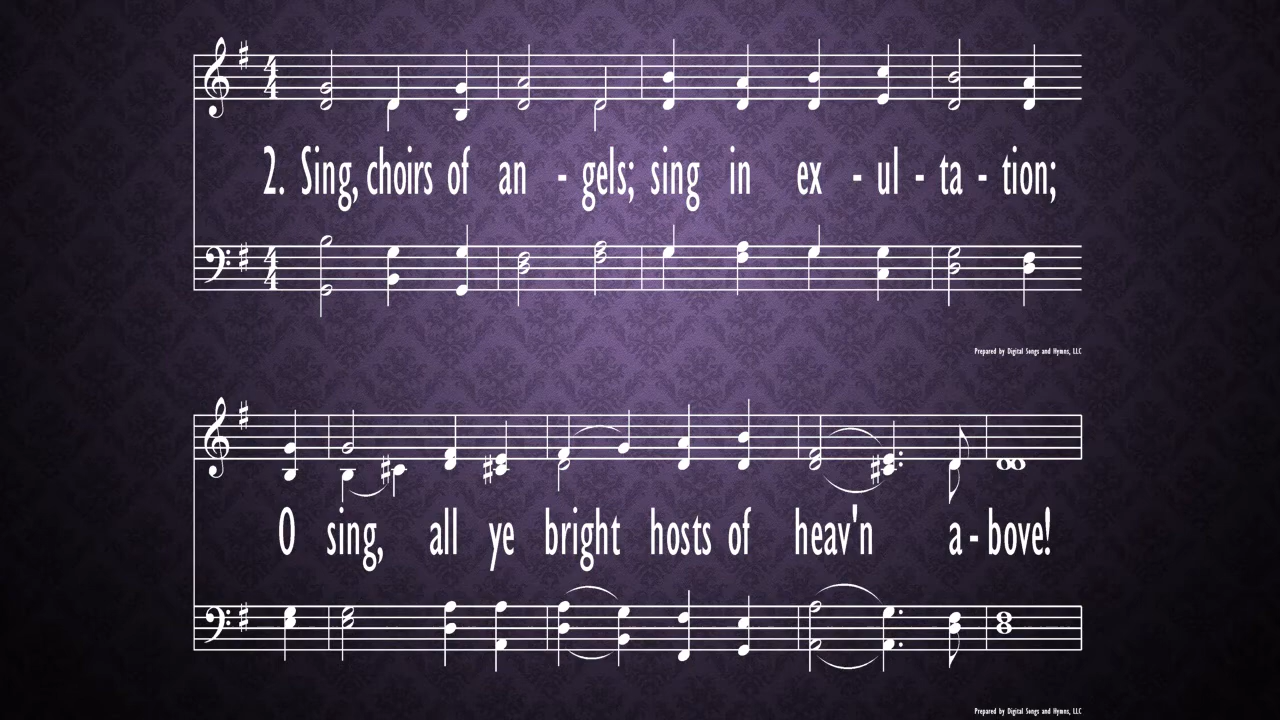 2. Sing, choirs of an - gels; sing in ex - ul - ta - tion;
Prepared by Digital Songs and Hymns, LLC
O sing, all ye bright hosts of heav'n a - bove!
Prepared by Digital Songs and Hymns, LLC